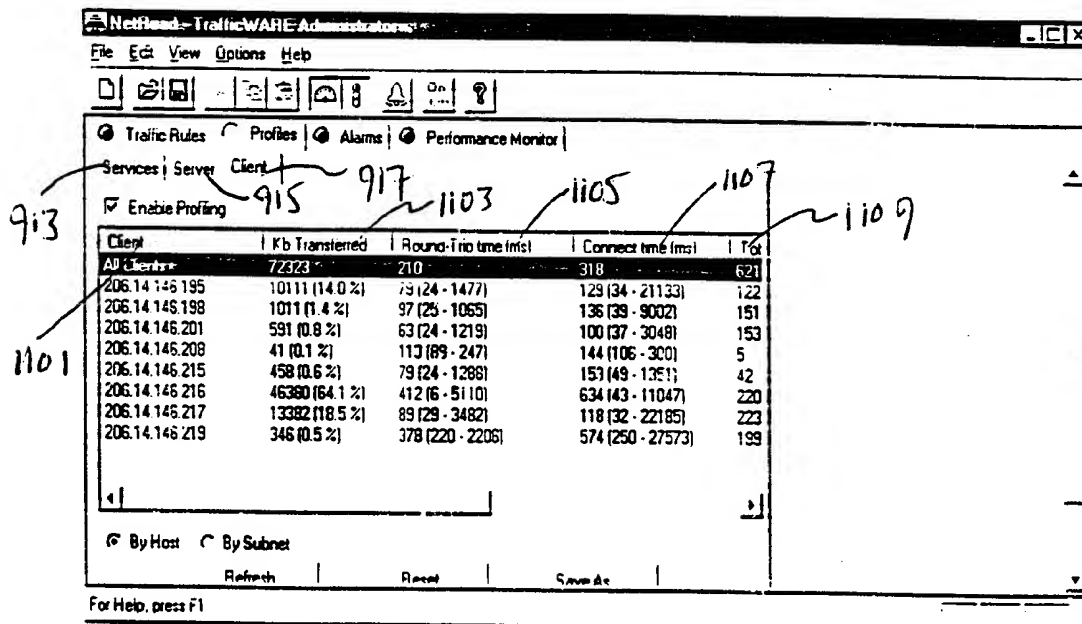 NetRoad - TrafficWARE Administrator
File Edit View Options Help
On
Traffic Rules Profiles Alarms Performance Monitor
Services Server Client
913 915 917
Enable Profiling
1103 1105 1107 1109
Client Kb Transferred Round-Trip time (ms) Connect time (ms) Tot
All Clients 72323 210 318 621
206.14.146.195 10111 (14.0 %) 79 (24 - 1477) 129 (34 - 21133) 122
206.14.146.198 1011 (1.4 %) 97 (25 - 1065) 136 (39 - 9002) 151
206.14.146.201 591 (0.8 %) 63 (24 - 1219) 100 (37 - 3048) 153
206.14.146.208 41 (0.1 %) 113 (89 - 247) 144 (106 - 300) 5
206.14.146.215 458 (0.6 %) 79 (24 - 1288) 153 (49 - 1351) 42
206.14.146.216 46380 (64.1 %) 412 (6 - 5110) 634 (43 - 11047) 220
206.14.146.217 13382 (18.5 %) 89 (29 - 3482) 118 (32 - 22185) 223
206.14.146.219 346 (0.5 %) 378 (220 - 2206) 574 (250 - 27573) 199
1101
By Host By Subnet
Refresh Reset Save As
For Help, press F1